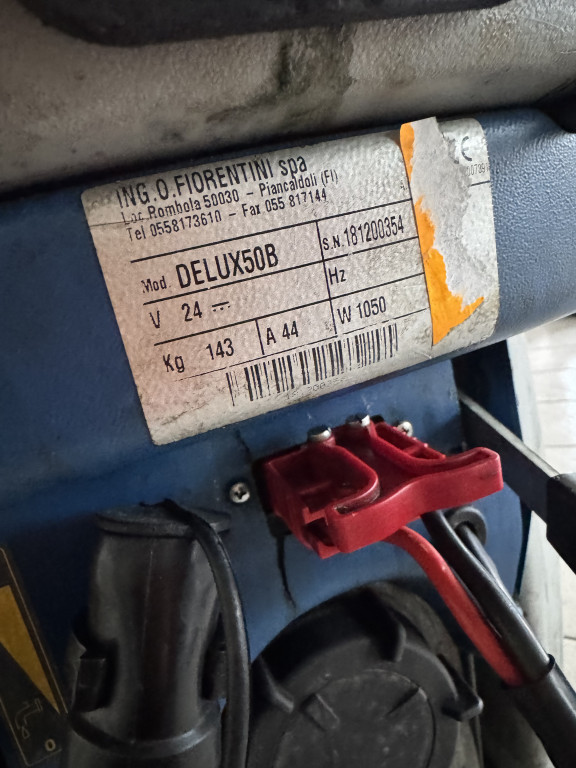 ING. O. FIORENTINI spa
Loc. Rombola 50030 - Piancaldoli (FI)
Tel 0558173610 - Fax 055 817144
Mod. DELUX50B
S.N. 181200354
V 24
Hz
Kg 143
A 44
W 1050
CE